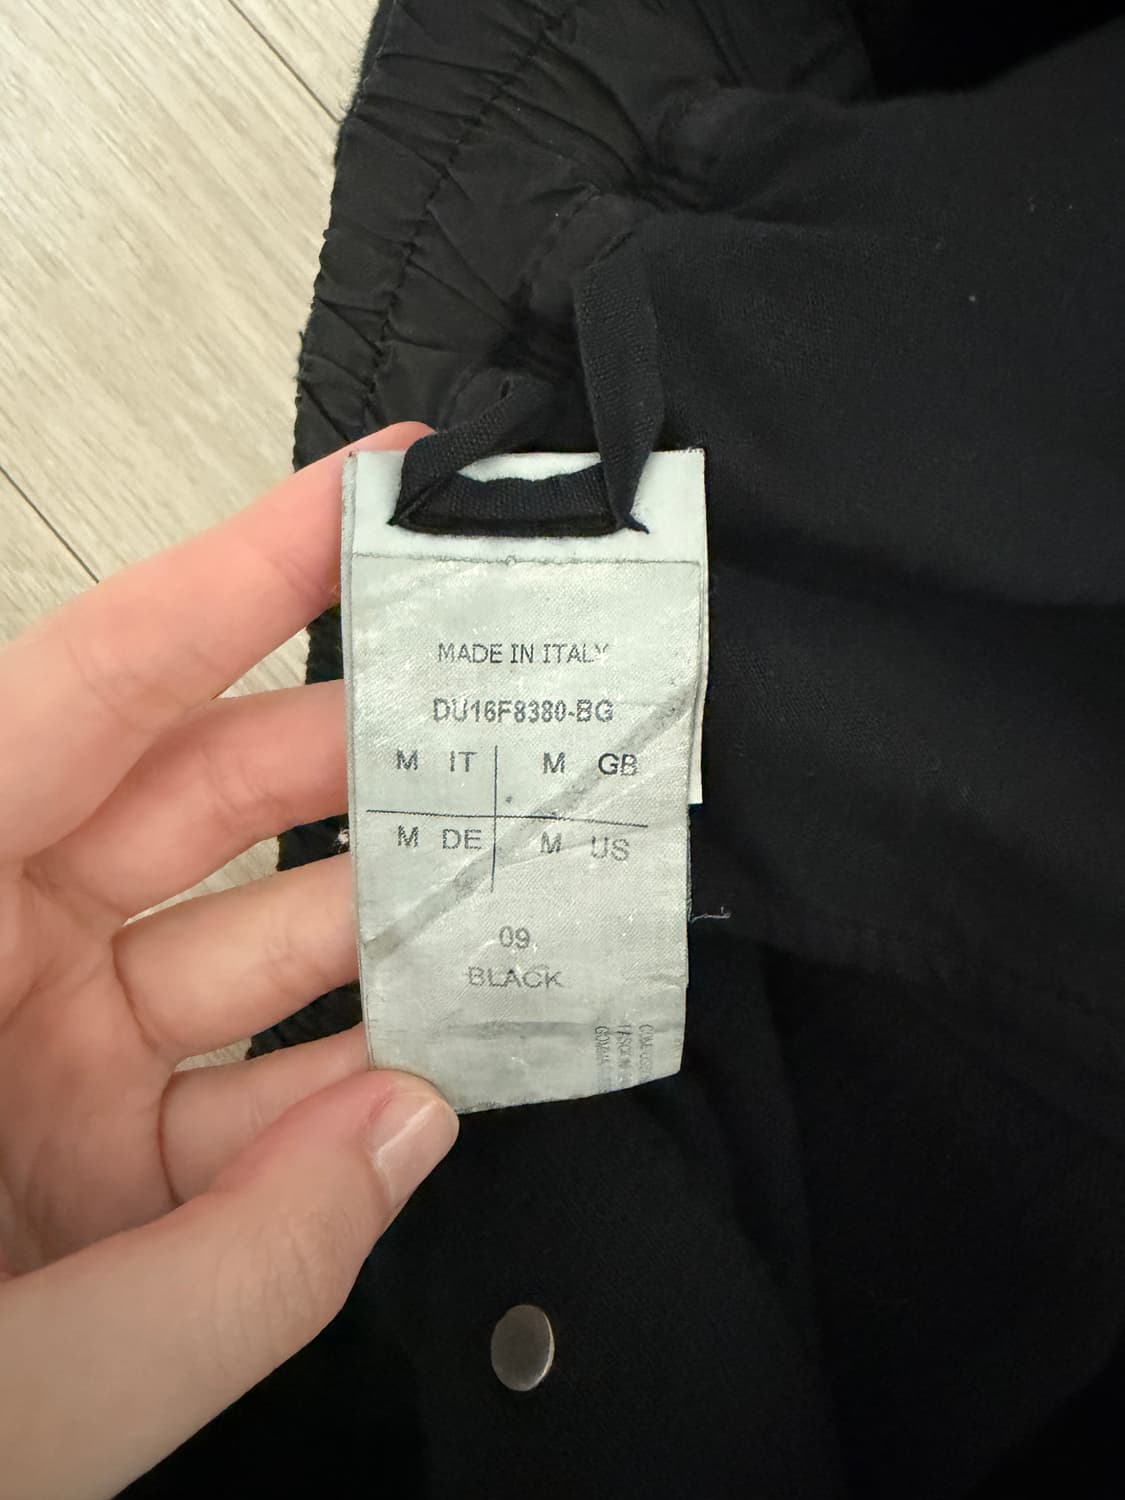 MADE IN ITALY
DU16F8380-BG
M IT M GB
M DE M US
09
BLACK